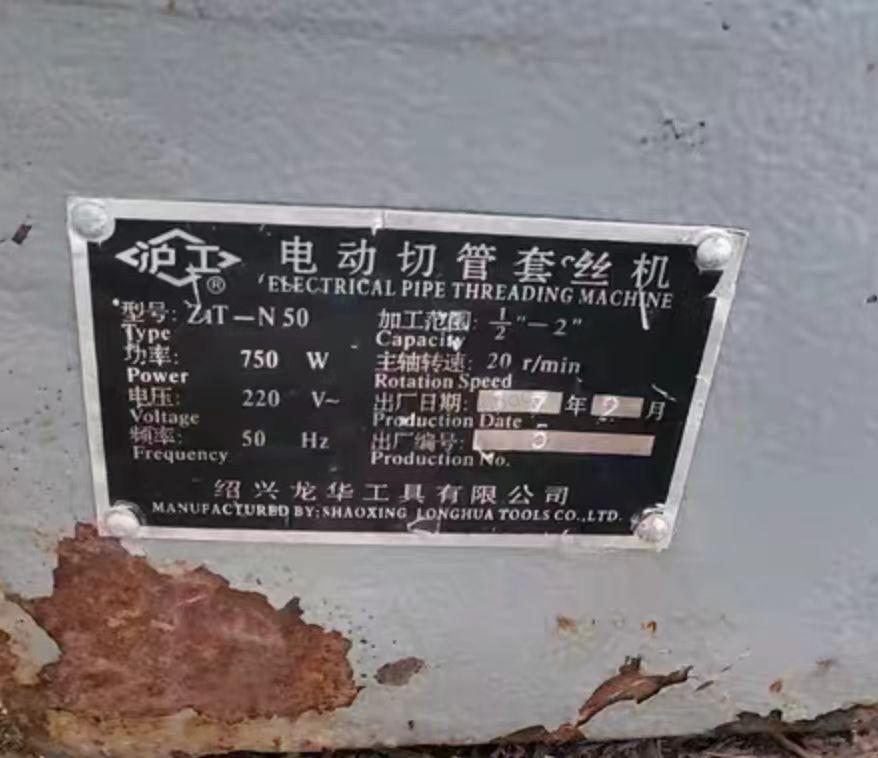 沪工®
电动切管套丝机
ELECTRICAL PIPE THREADING MACHINE
型号: Z1T-N50
Type
功率: 750 W
Power
电压: 220 V~
Voltage
频率: 50 Hz
Frequency
加工范围: 1/2"-2"
Capacity
主轴转速: 20 r/min
Rotation Speed
出厂日期: 年 2 月
Production Date
出厂编号:
Production No.
绍兴龙华工具有限公司
MANUFACTURED BY:SHAOXING LONGHUA TOOLS CO.,LTD.